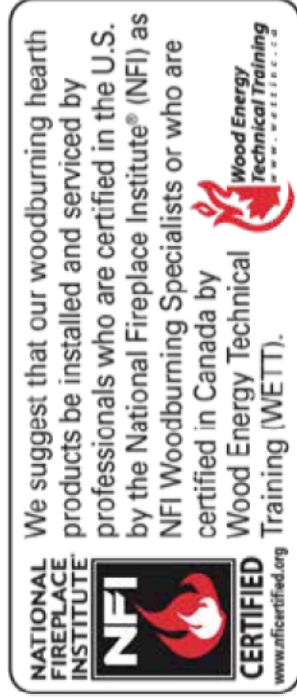 NATIONAL
FIREPLACE
INSTITUTE®
NFI
CERTIFIED
www.nficertified.org
We suggest that our woodburning hearth
products be installed and serviced by
professionals who are certified in the U.S.
by the National Fireplace Institute® (NFI) as
NFI Woodburning Specialists or who are
certified in Canada by
Wood Energy Technical
Training (WETT).
Wood Energy
Technical Training
www.wettinc.ca